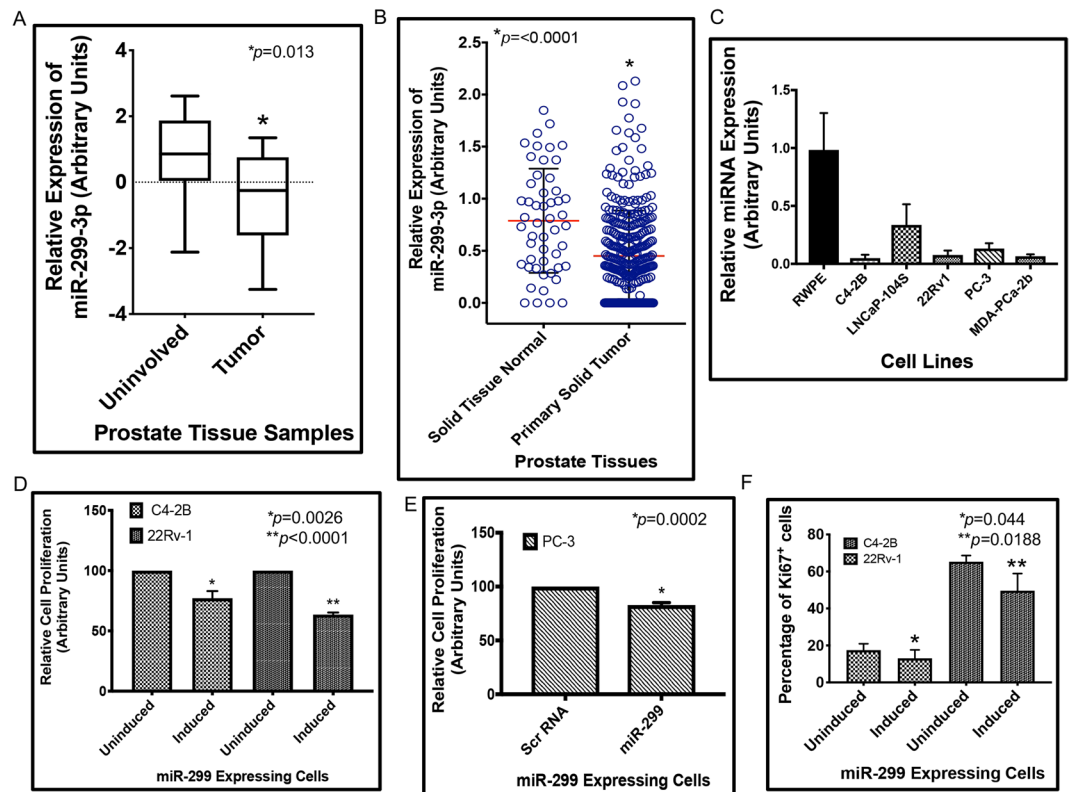 A
Relative Expression of
miR-299-3p (Arbitrary Units)
*p=0.013
4
2
0
-2
-4
*
Uninvolved
Tumor
Prostate Tissue Samples
B
Relative Expression of
miR-299-3p (Arbitrary Units)
*p=<0.0001
2.5
2.0
1.5
1.0
0.5
0.0
*
Solid Tissue Normal
Primary Solid Tumor
Prostate Tissues
C
Relative miRNA Expression
(Arbitrary Units)
1.5
1.0
0.5
0.0
RWPE
C4-2B
LNCaP-104S
22Rv1
PC-3
MDA-PCa-2b
Cell Lines
D
Relative Cell Proliferation
(Arbitrary Units)
150
100
50
0
C4-2B
22Rv-1
*p=0.0026
**p<0.0001
*
**
Uninduced
Induced
Uninduced
Induced
miR-299 Expressing Cells
E
Relative Cell Proliferation
(Arbitrary Units)
150
100
50
0
PC-3
*p=0.0002
*
Scr RNA
miR-299
miR-299 Expressing Cells
F
Percentage of Ki67+ cells
80
60
40
20
0
C4-2B
22Rv-1
*p=0.044
**p=0.0188
*
**
Uninduced
Induced
Uninduced
Induced
miR-299 Expressing Cells